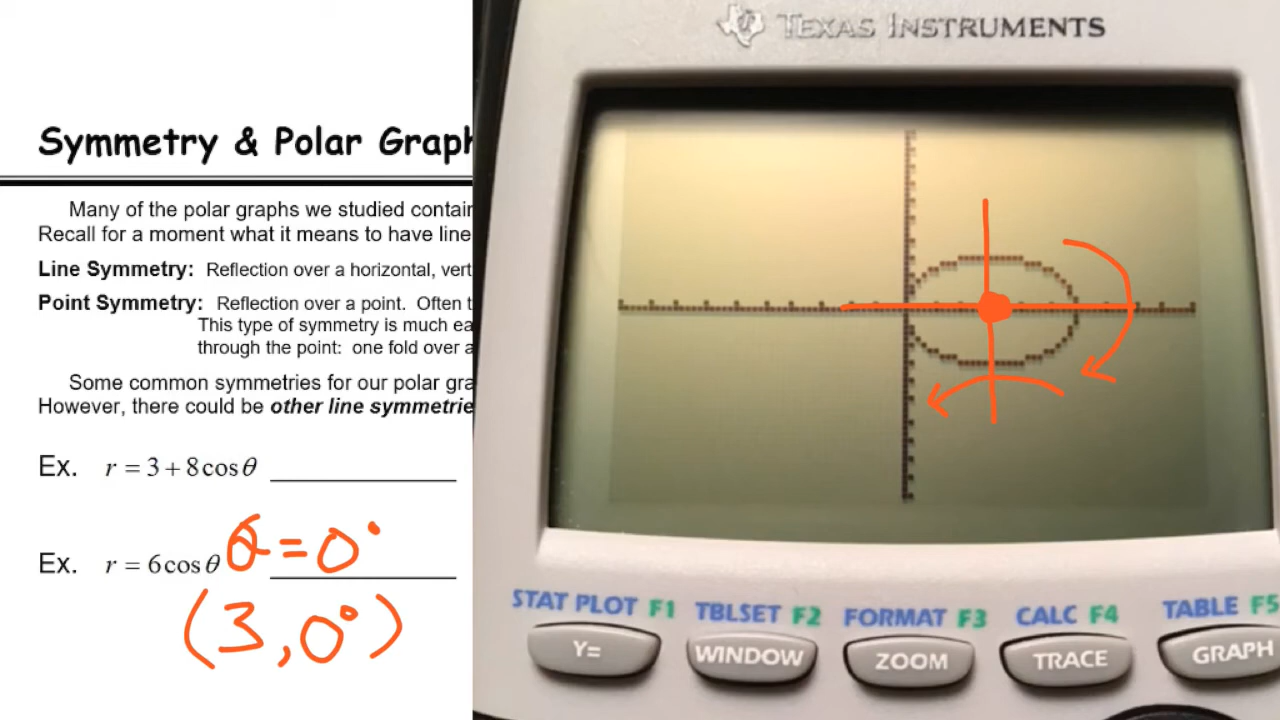 Symmetry & Polar Graph
Many of the polar graphs we studied contain
Recall for a moment what it means to have line
Line Symmetry: Reflection over a horizontal, vert
Point Symmetry: Reflection over a point. Often t
This type of symmetry is much ea
through the point: one fold over a
Some common symmetries for our polar gra
However, there could be other line symmetrie
Ex. r = 3 + 8 cos θ
Ex. r = 6 cos θ θ = 0°
(3, 0°)
TEXAS INSTRUMENTS
STAT PLOT F1 TBLSET F2 FORMAT F3 CALC F4 TABLE F5
Y= WINDOW ZOOM TRACE GRAPH